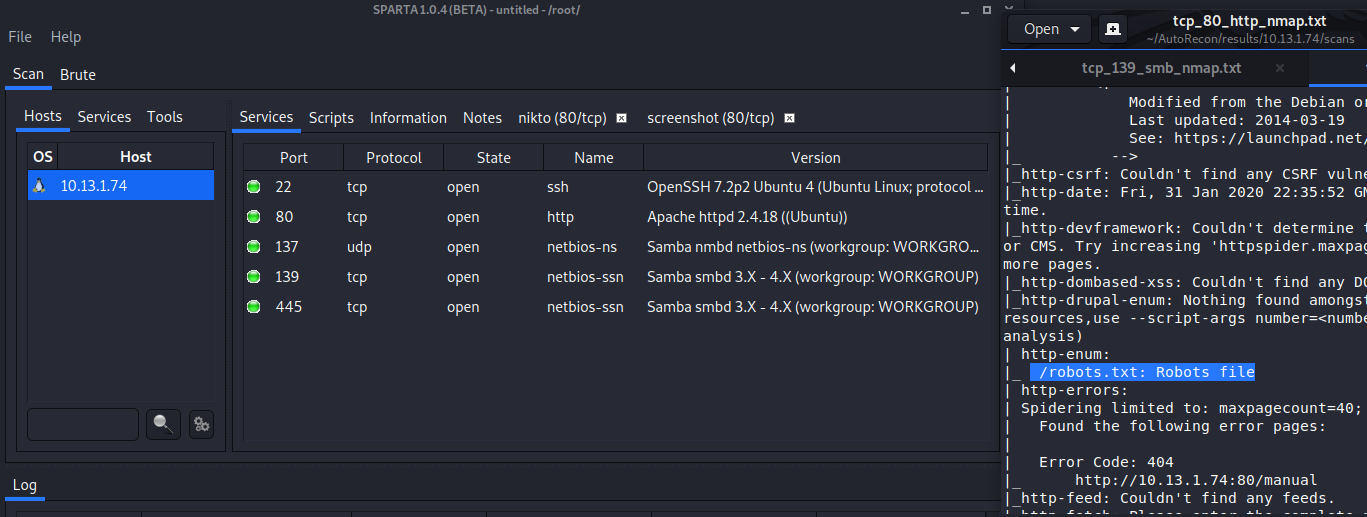 SPARTA 1.0.4 (BETA) - untitled - /root/
File Help
Scan Brute
Hosts Services Tools
OS Host
10.13.1.74
Services Scripts Information Notes nikto (80/tcp) screenshot (80/tcp)
Port Protocol State Name Version
22 tcp open ssh OpenSSH 7.2p2 Ubuntu 4 (Ubuntu Linux; protocol ...
80 tcp open http Apache httpd 2.4.18 ((Ubuntu))
137 udp open netbios-ns Samba nmbd netbios-ns (workgroup: WORKGRO...
139 tcp open netbios-ssn Samba smbd 3.X - 4.X (workgroup: WORKGROUP)
445 tcp open netbios-ssn Samba smbd 3.X - 4.X (workgroup: WORKGROUP)
Log
Open
tcp_80_http_nmap.txt
~/AutoRecon/results/10.13.1.74/scans
tcp_139_smb_nmap.txt
| Modified from the Debian or
| Last updated: 2014-03-19
| See: https://launchpad.net/
|_ -->
|_http-csrf: Couldn't find any CSRF vulne
|_http-date: Fri, 31 Jan 2020 22:35:52 GM
time.
|_http-devframework: Couldn't determine t
or CMS. Try increasing 'httpspider.maxpag
more pages.
|_http-dombased-xss: Couldn't find any DO
|_http-drupal-enum: Nothing found amongst
resources,use --script-args number=<numbe
analysis)
| http-enum:
|_ /robots.txt: Robots file
| http-errors:
| Spidering limited to: maxpagecount=40;
| Found the following error pages:
|
| Error Code: 404
|_ http://10.13.1.74:80/manual
|_http-feed: Couldn't find any feeds.